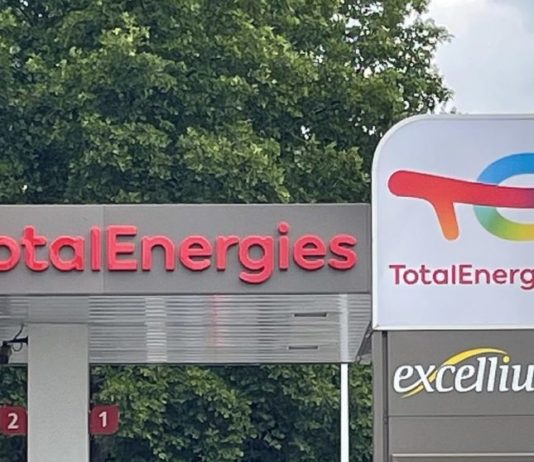 otalEnergies
TotalEnerg
excelliu
2
1